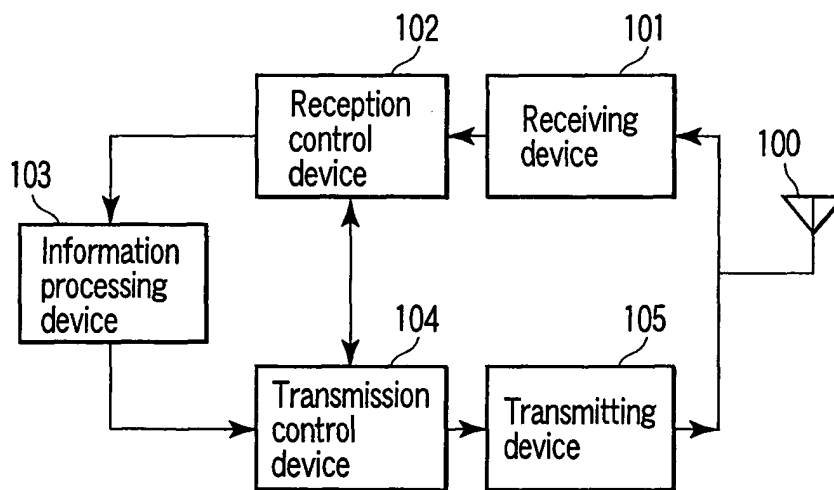 102
101
Reception
control
device
Receiving
device
100
103
Information
processing
device
104
105
Transmission
control
device
Transmitting
device